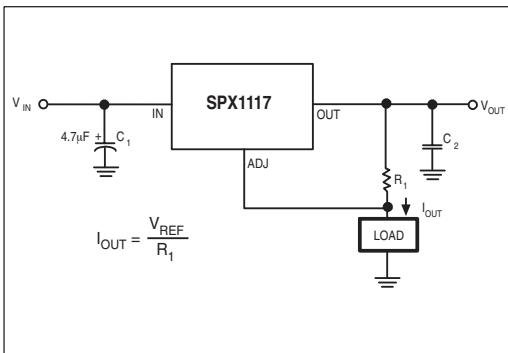 V_IN
IN
SPX1117
OUT
V_OUT
4.7µF + C_1
ADJ
C_2
R_1
I_OUT
LOAD
I_OUT = V_REF / R_1